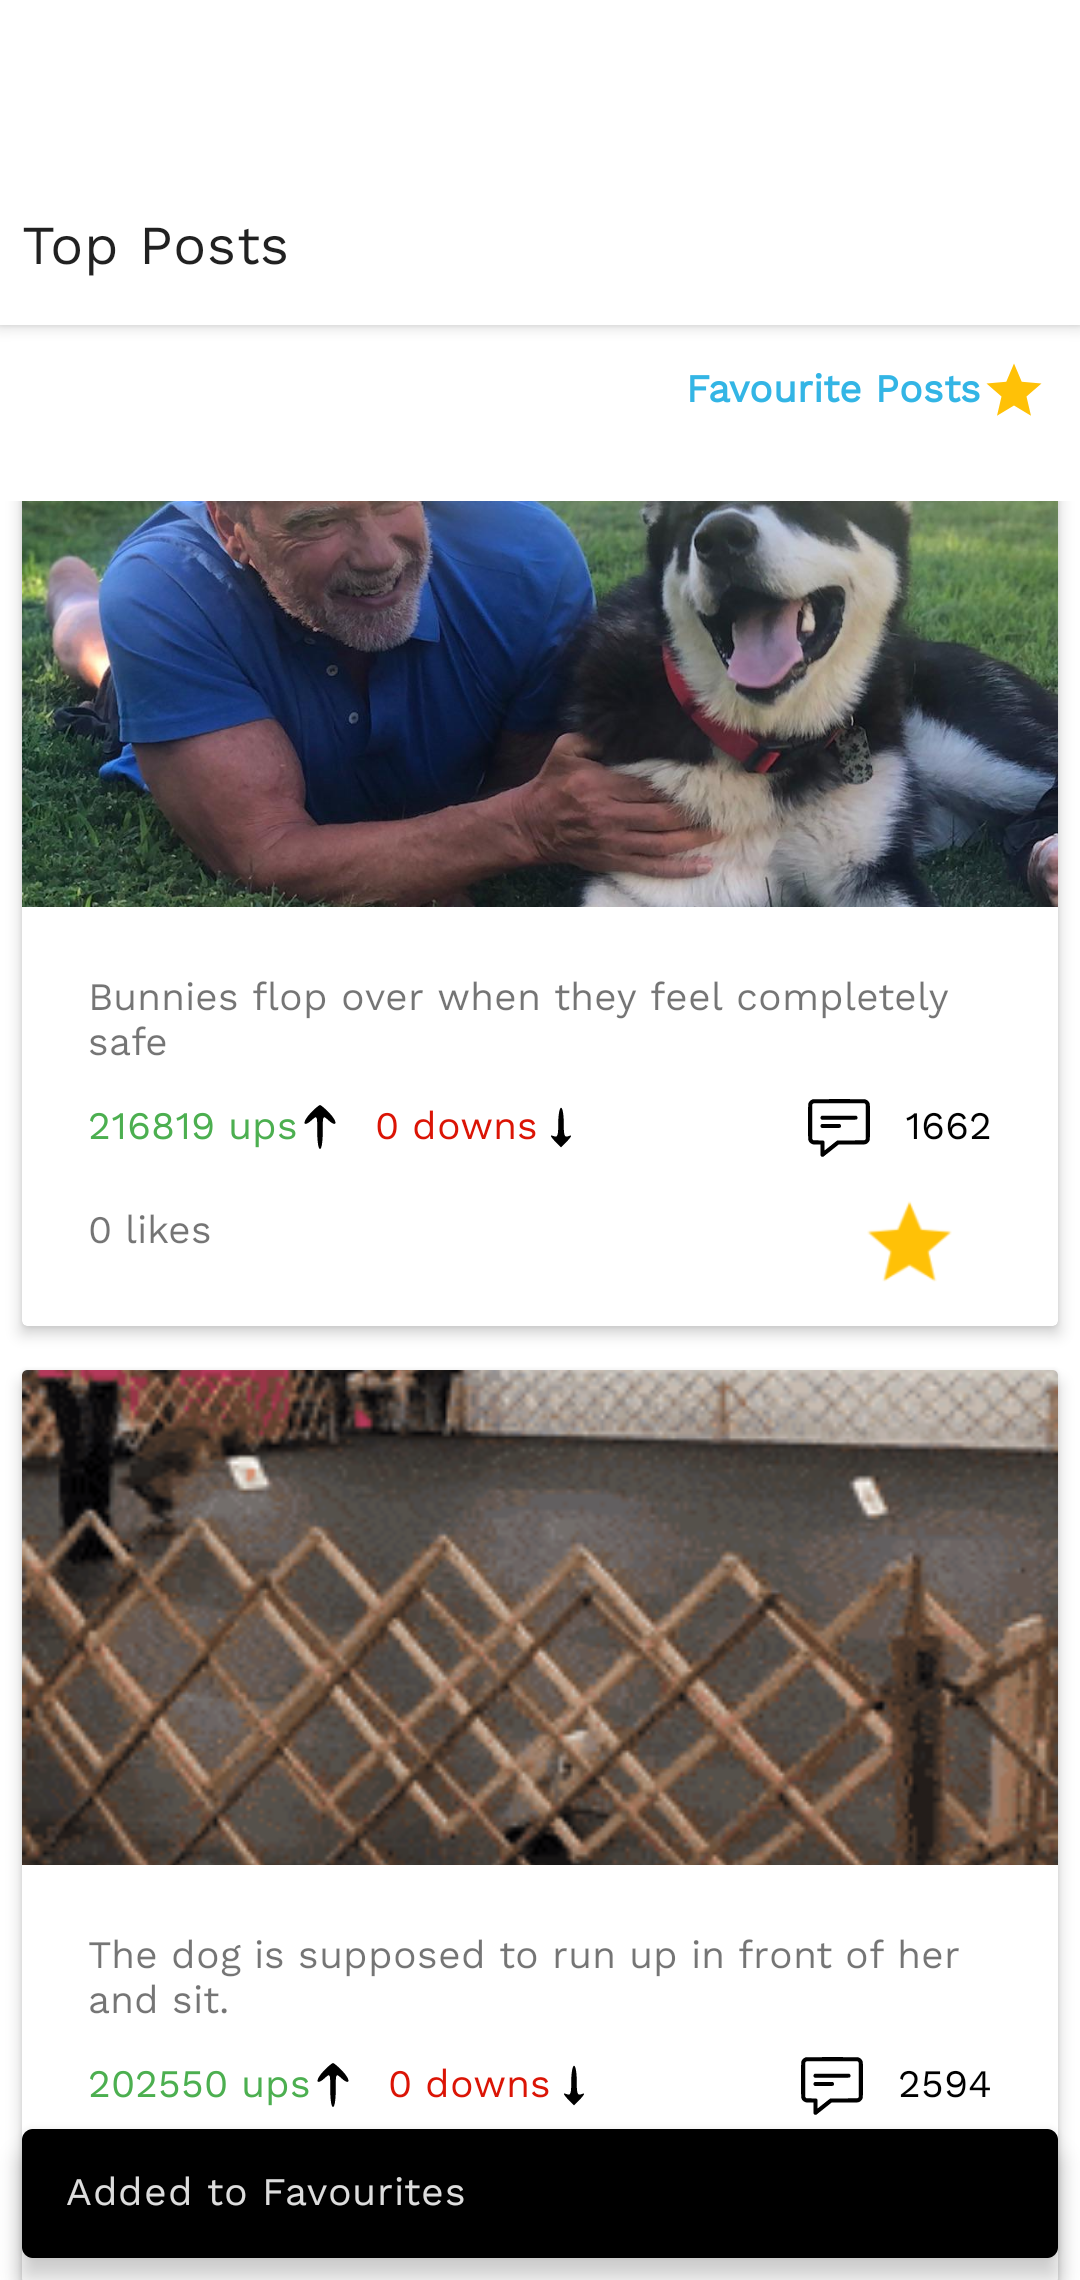 Top Posts
Favourite Posts
Bunnies flop over when they feel completely
safe
216819 ups 0 downs 1662
0 likes
The dog is supposed to run up in front of her
and sit.
202550 ups 0 downs 2594
Added to Favourites